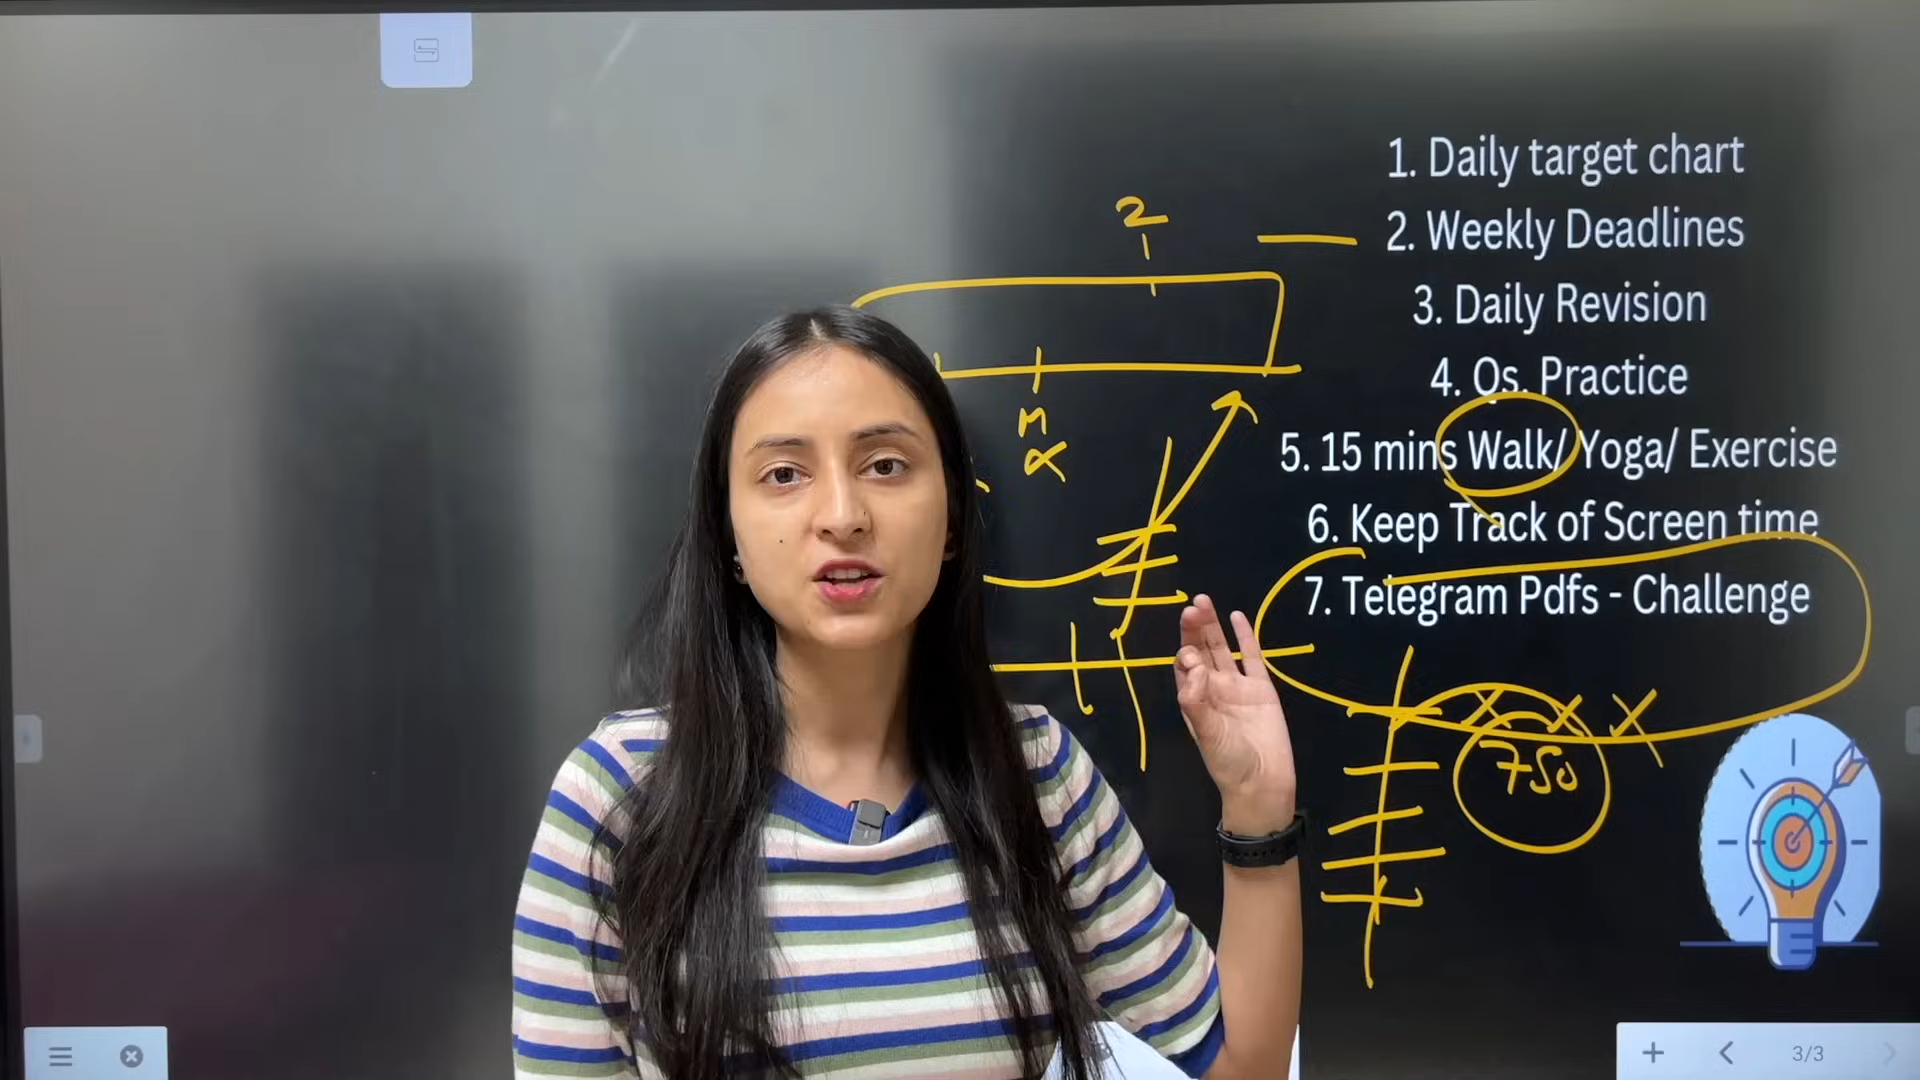 1. Daily target chart
2
2. Weekly Deadlines
3. Daily Revision
4. Qs. Practice
M
α
5. 15 mins Walk/ Yoga/ Exercise
6. Keep Track of Screen time
7. Telegram Pdfs - Challenge
750
3/3